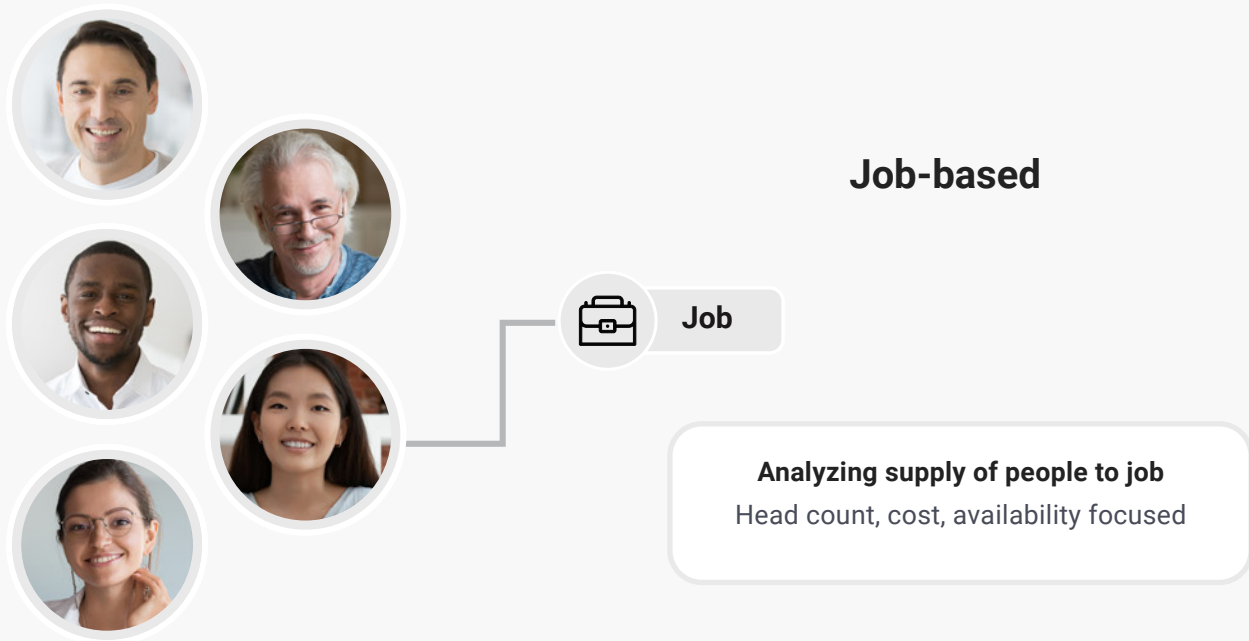 Job-based
Job
Analyzing supply of people to job
Head count, cost, availability focused